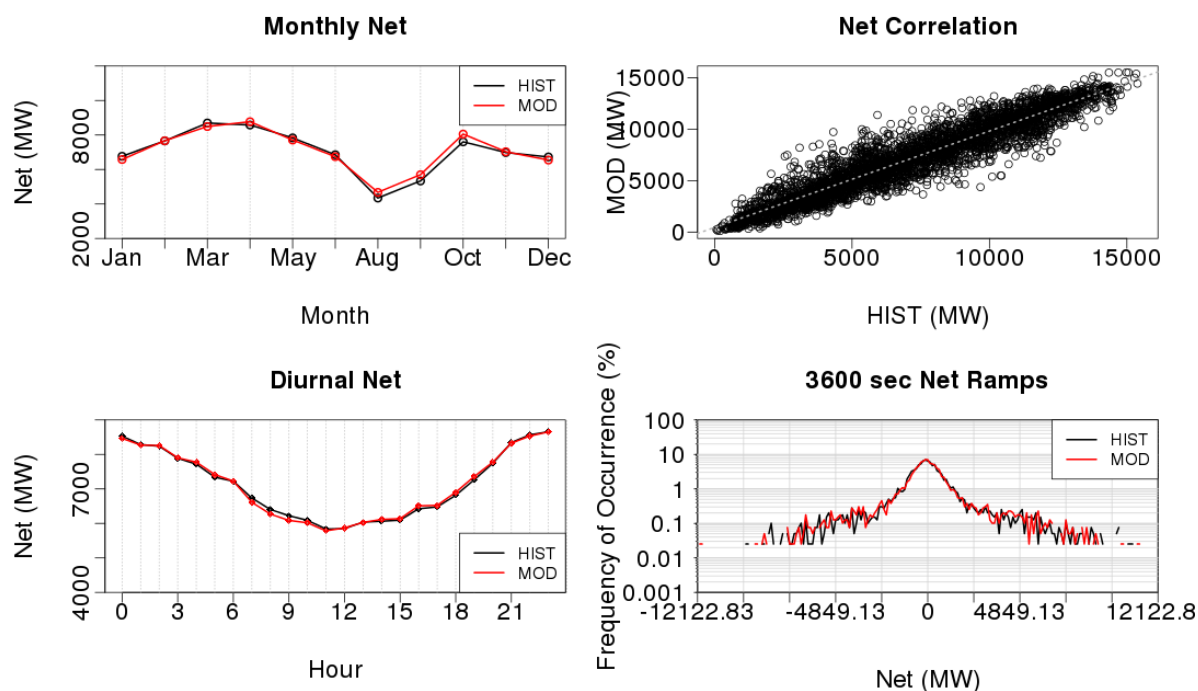 Monthly Net
Net (MW)
8000
2000
HIST
MOD
Jan Mar May Aug Oct Dec
Month
Net Correlation
MOD (MW)
15000
10000
5000
0
0 5000 10000 15000
HIST (MW)
Diurnal Net
Net (MW)
7000
4000
HIST
MOD
0 3 6 9 12 15 18 21
Hour
3600 sec Net Ramps
Frequency of Occurrence (%)
100
10
1
0.1
0.01
0.001
HIST
MOD
-12122.83 -4849.13 0 4849.13 12122.8
Net (MW)